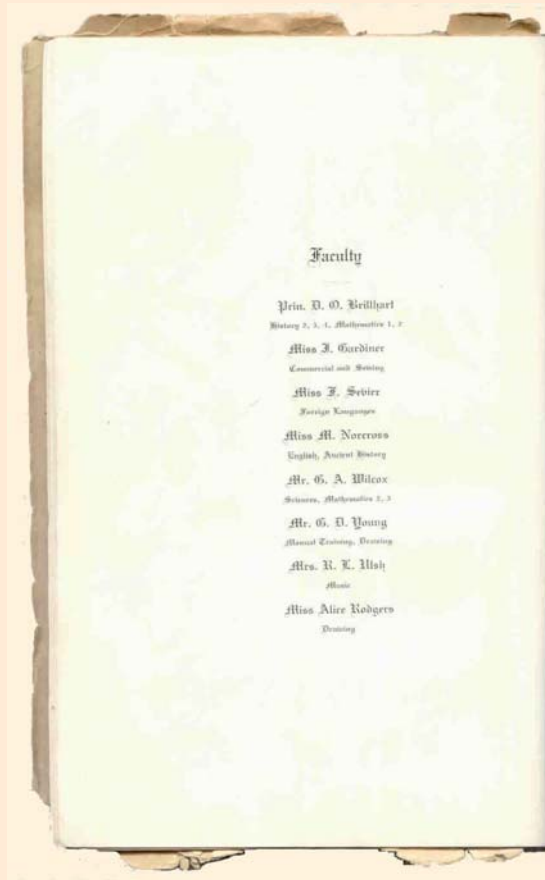 Faculty
Prin. D. O. Brillhart
History 2, 3, 4, Mathematics 1, 2
Miss I. Gardiner
Commercial and Sewing
Miss F. Sevier
Foreign Languages
Miss M. Norcross
English, Ancient History
Mr. G. A. Wilcox
Sciences, Mathematics 2, 3
Mr. G. D. Young
Manual Training, Drawing
Mrs. R. L. Ulsh
Music
Miss Alice Rodgers
Drawing